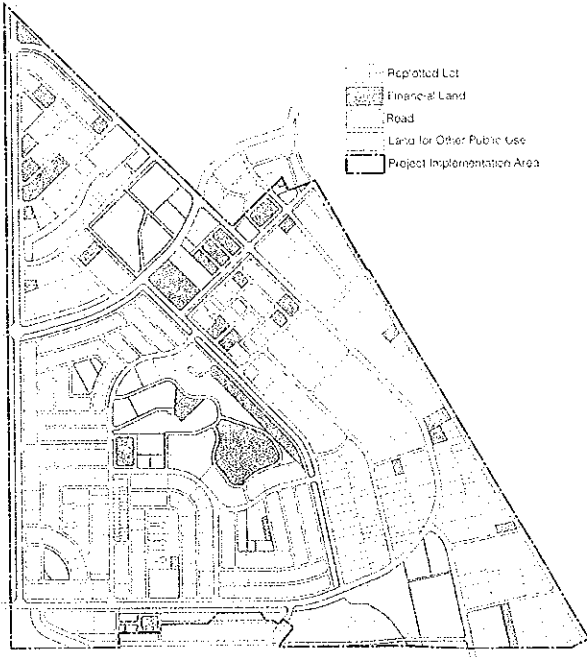 Replotted Lot
Financial Land
Road
Land for Other Public Use
Project Implementation Area